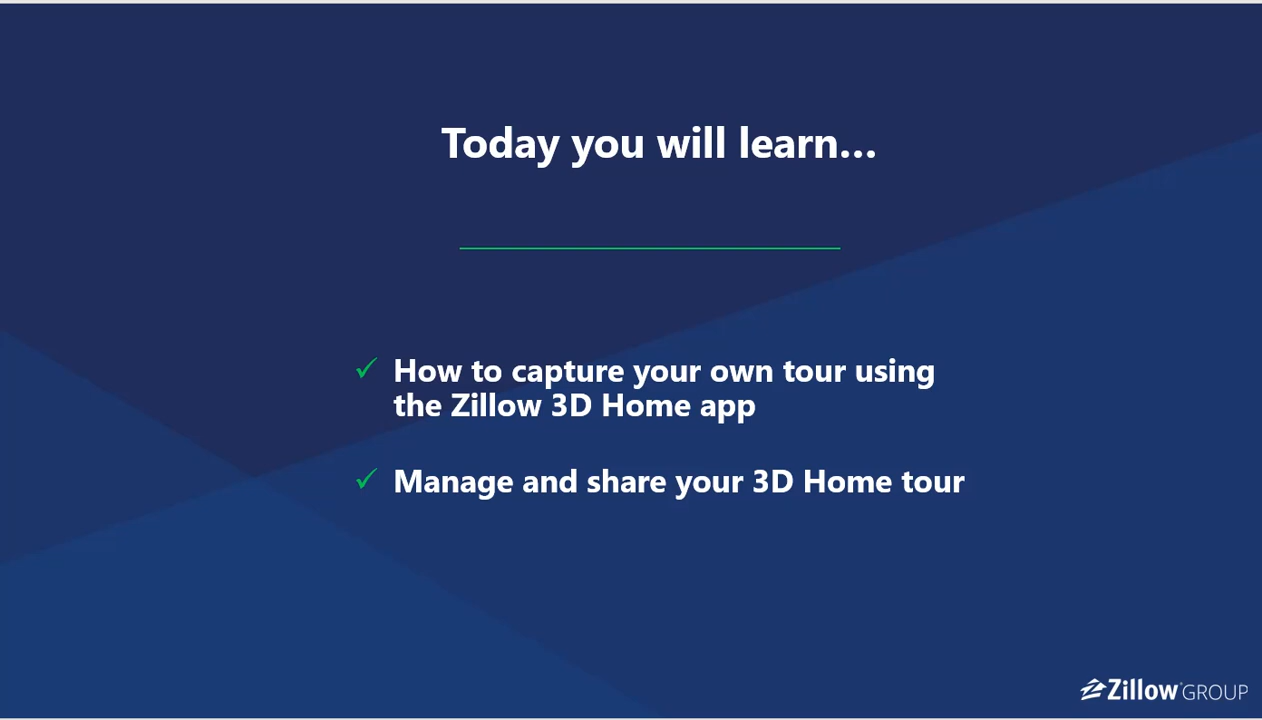 Today you will learn...
How to capture your own tour using
the Zillow 3D Home app
Manage and share your 3D Home tour
Zillow GROUP